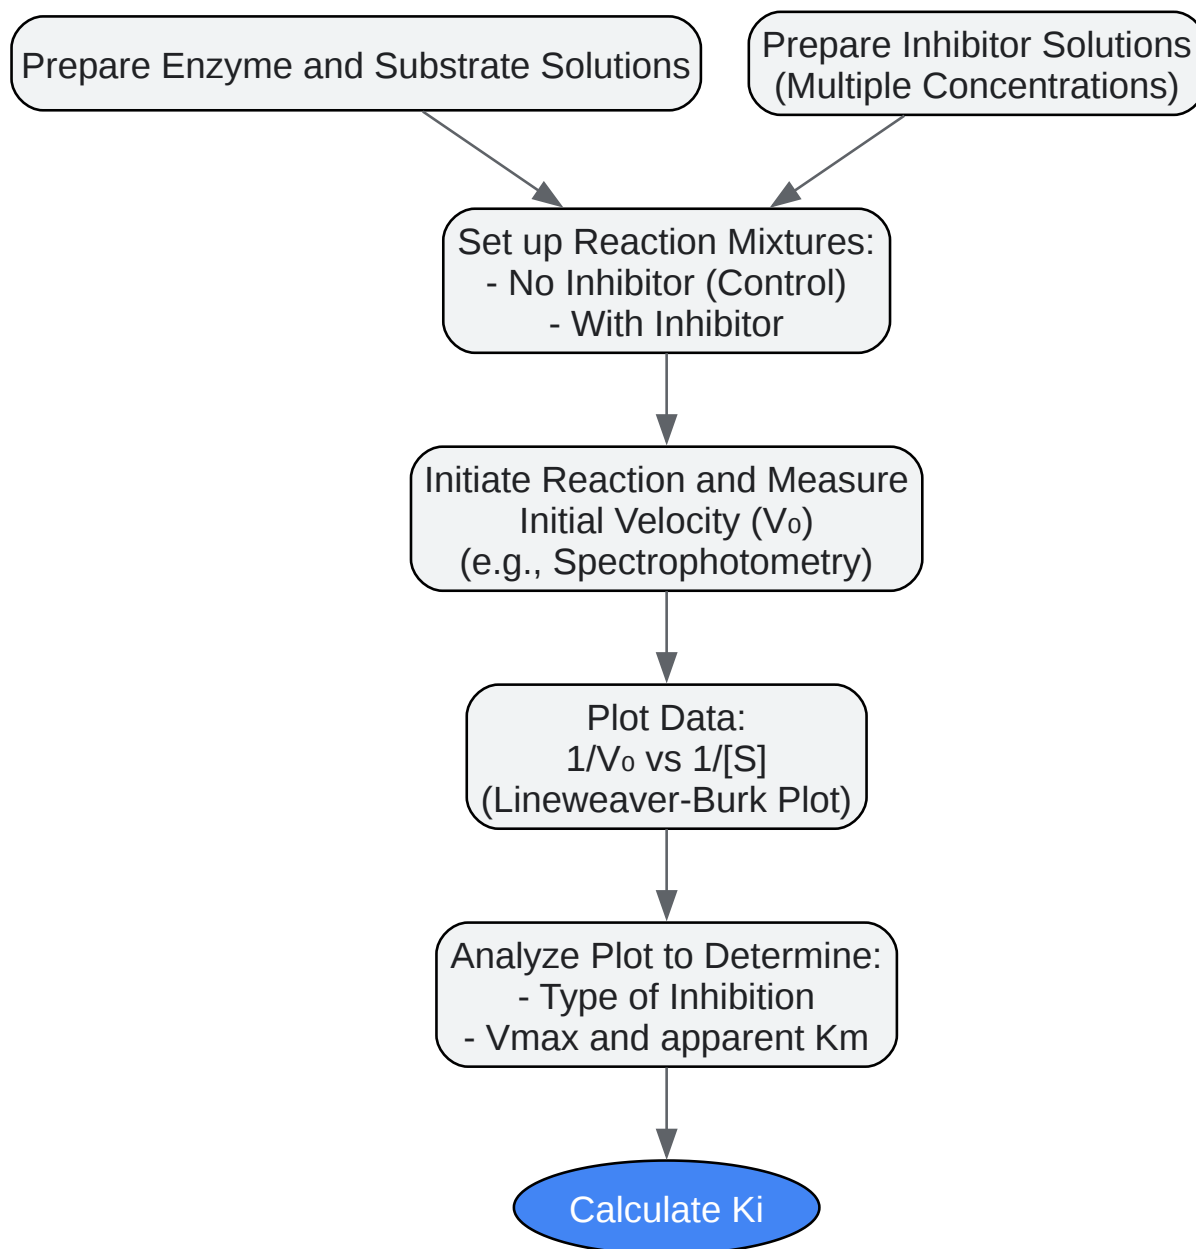 Prepare Enzyme and Substrate Solutions
Prepare Inhibitor Solutions
(Multiple Concentrations)
Set up Reaction Mixtures:
- No Inhibitor (Control)
- With Inhibitor
Initiate Reaction and Measure
Initial Velocity (V₀)
(e.g., Spectrophotometry)
Plot Data:
1/V₀ vs 1/[S]
(Lineweaver-Burk Plot)
Analyze Plot to Determine:
- Type of Inhibition
- Vmax and apparent Km
Calculate Ki